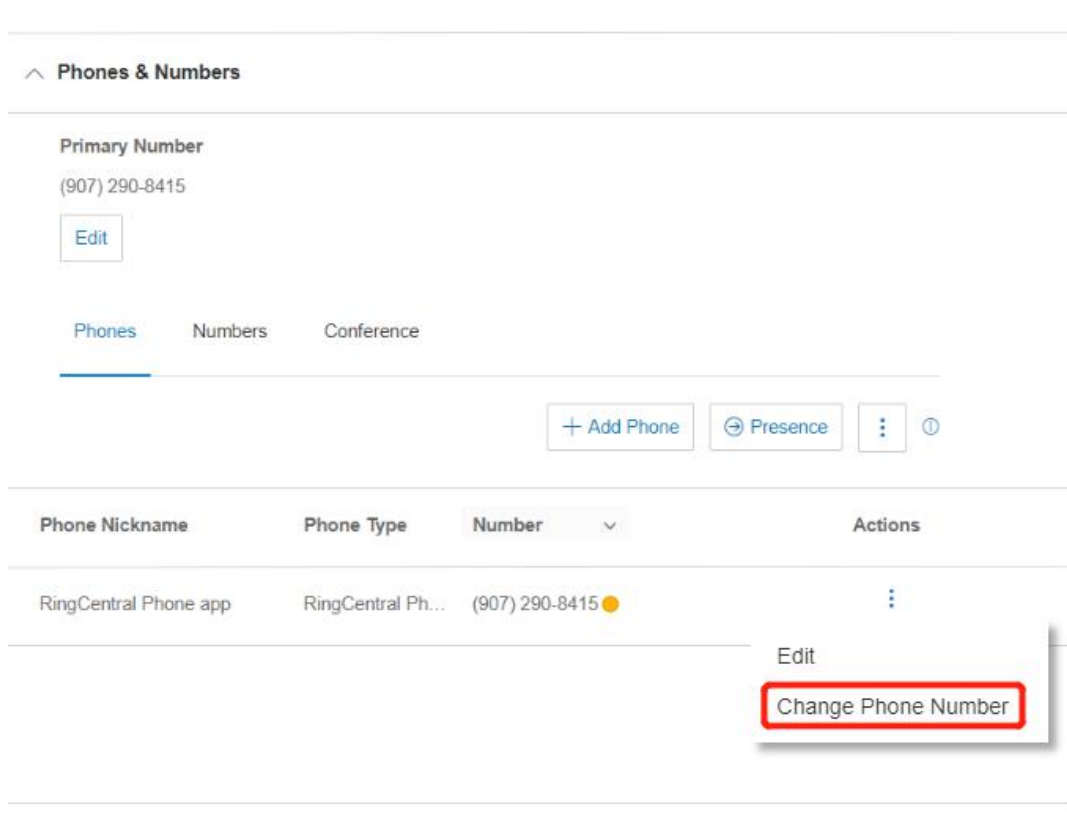 Phones & Numbers
Primary Number
(907) 290-8415
Edit
Phones Numbers Conference
+ Add Phone Presence
Phone Nickname Phone Type Number Actions
RingCentral Phone app RingCentral Ph... (907) 290-8415
Edit
Change Phone Number